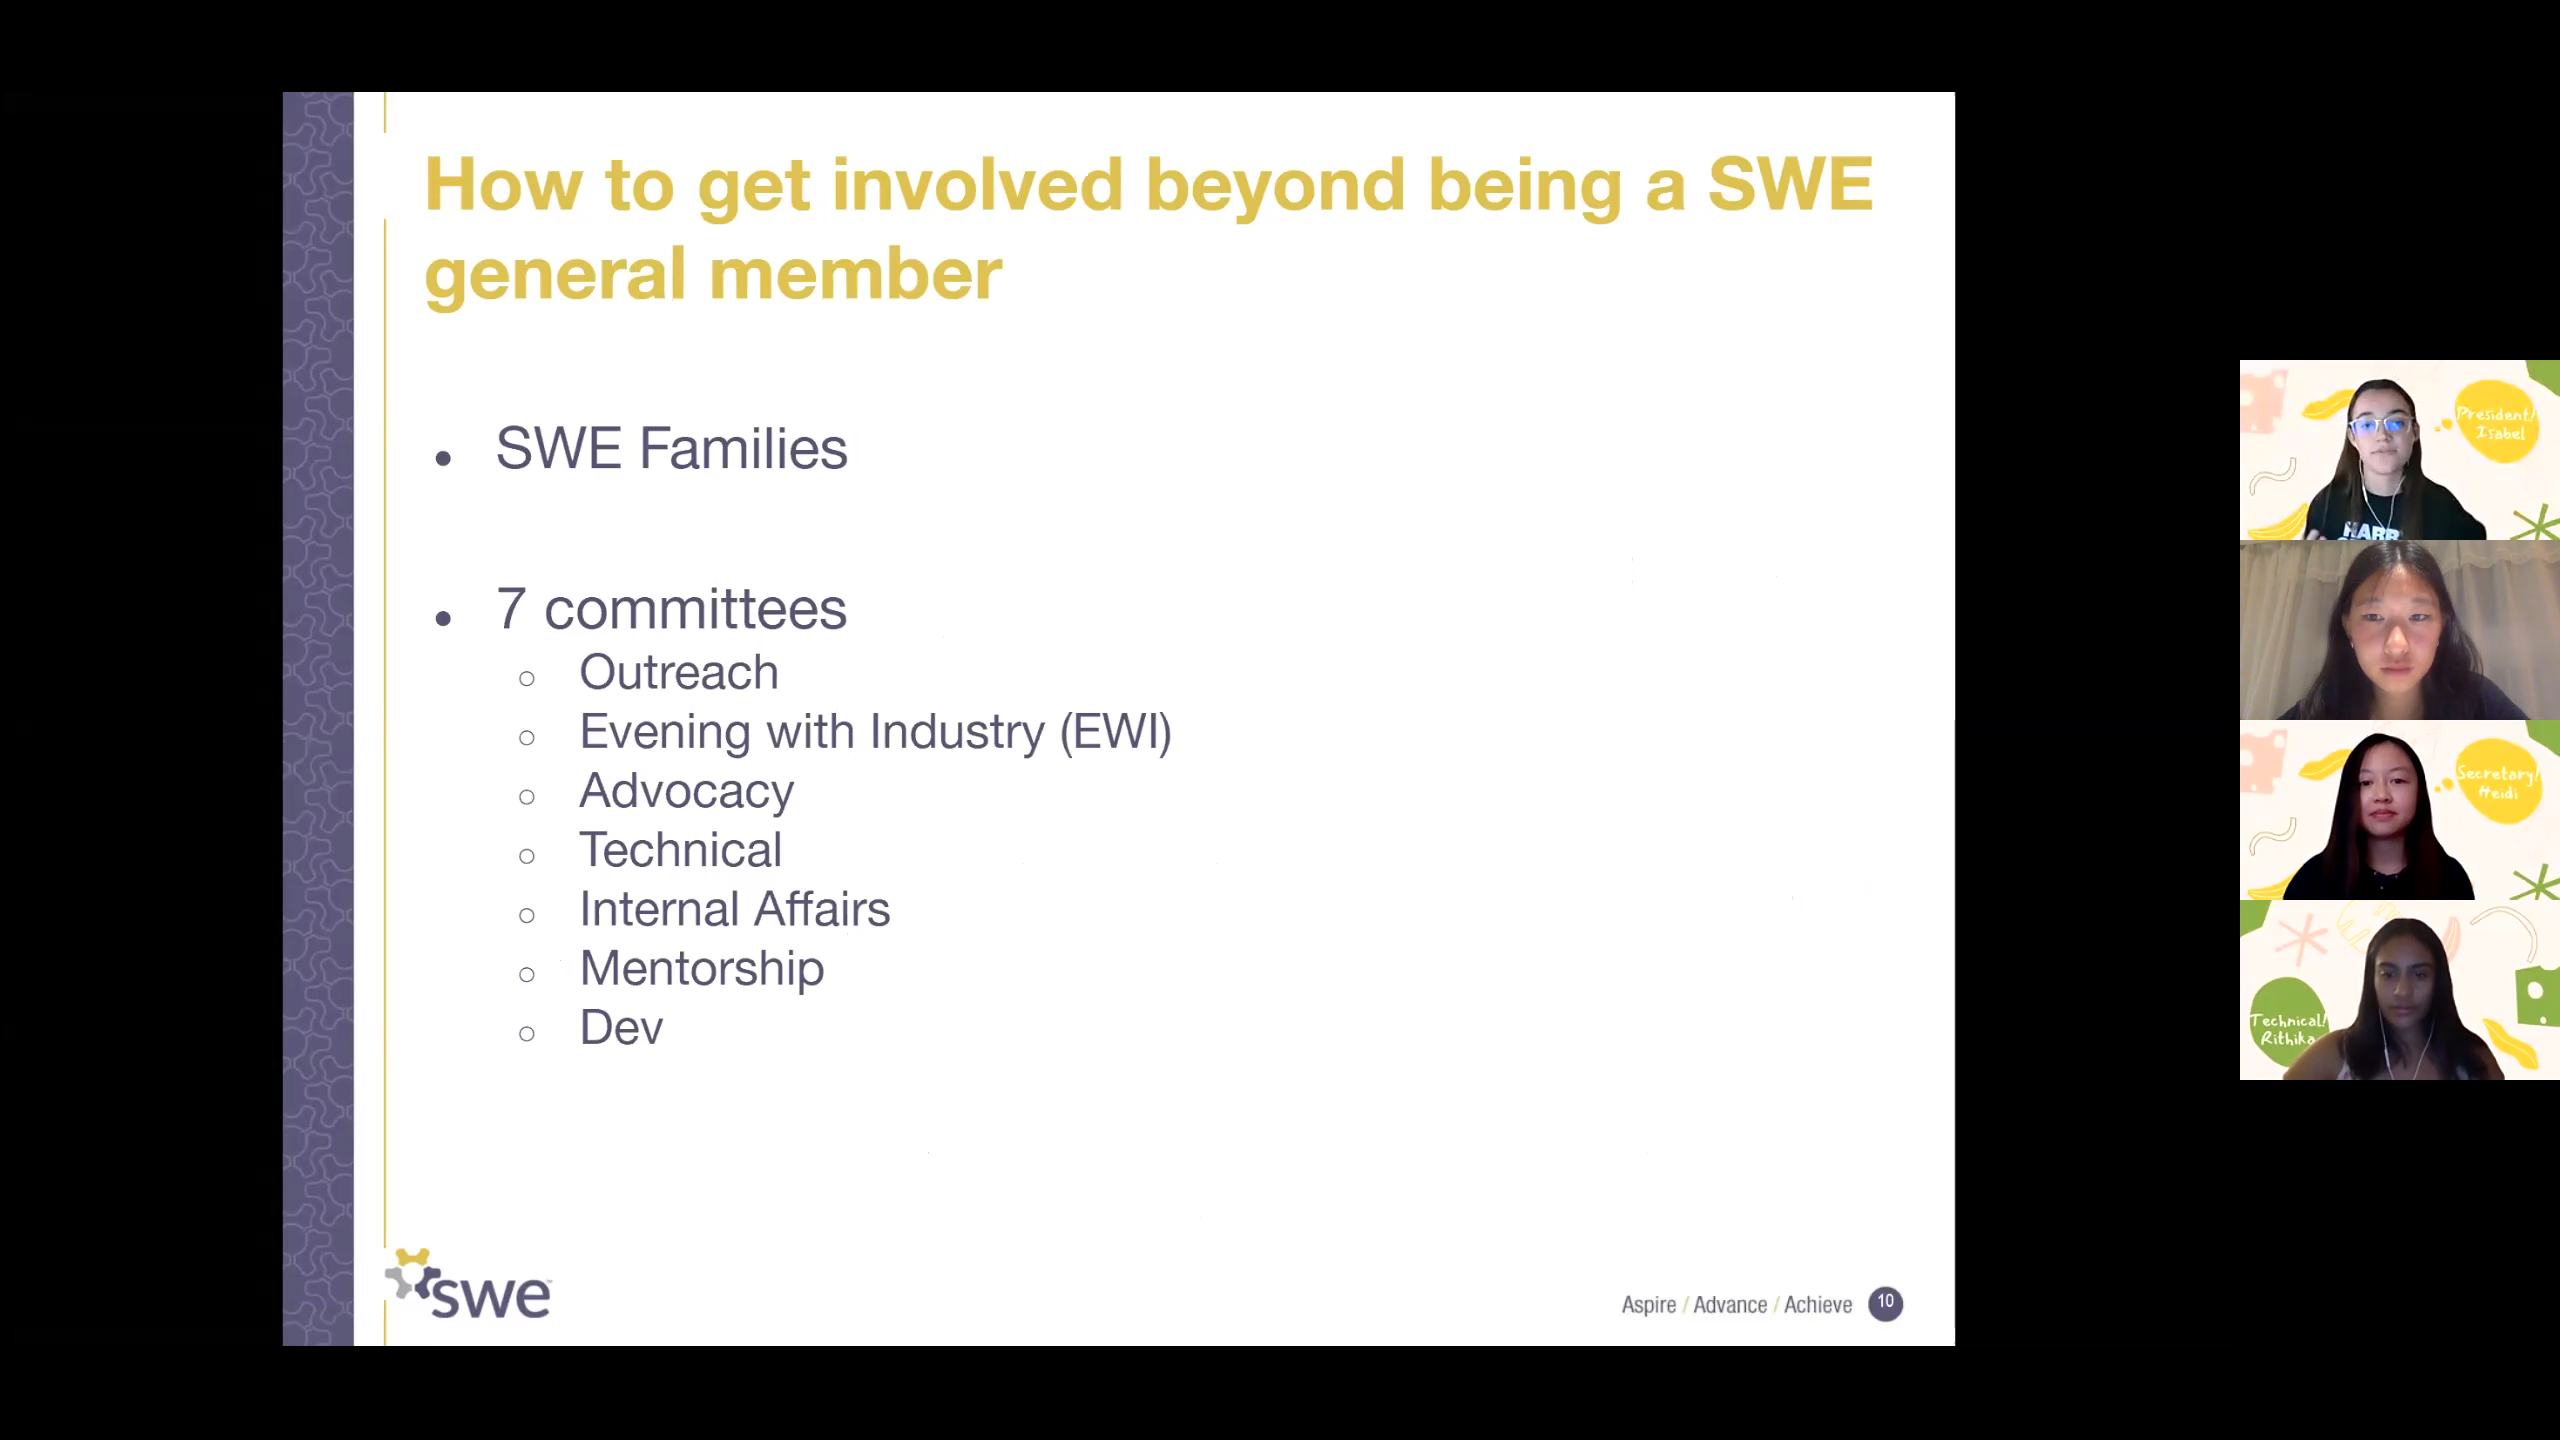 How to get involved beyond being a SWE
general member
SWE Families
7 committees
Outreach
Evening with Industry (EWI)
Advocacy
Technical
Internal Affairs
Mentorship
Dev
swe
Aspire / Advance / Achieve 10
President/
Isabel
HARD
Secretary/
Heidi
Technical/
Rithika